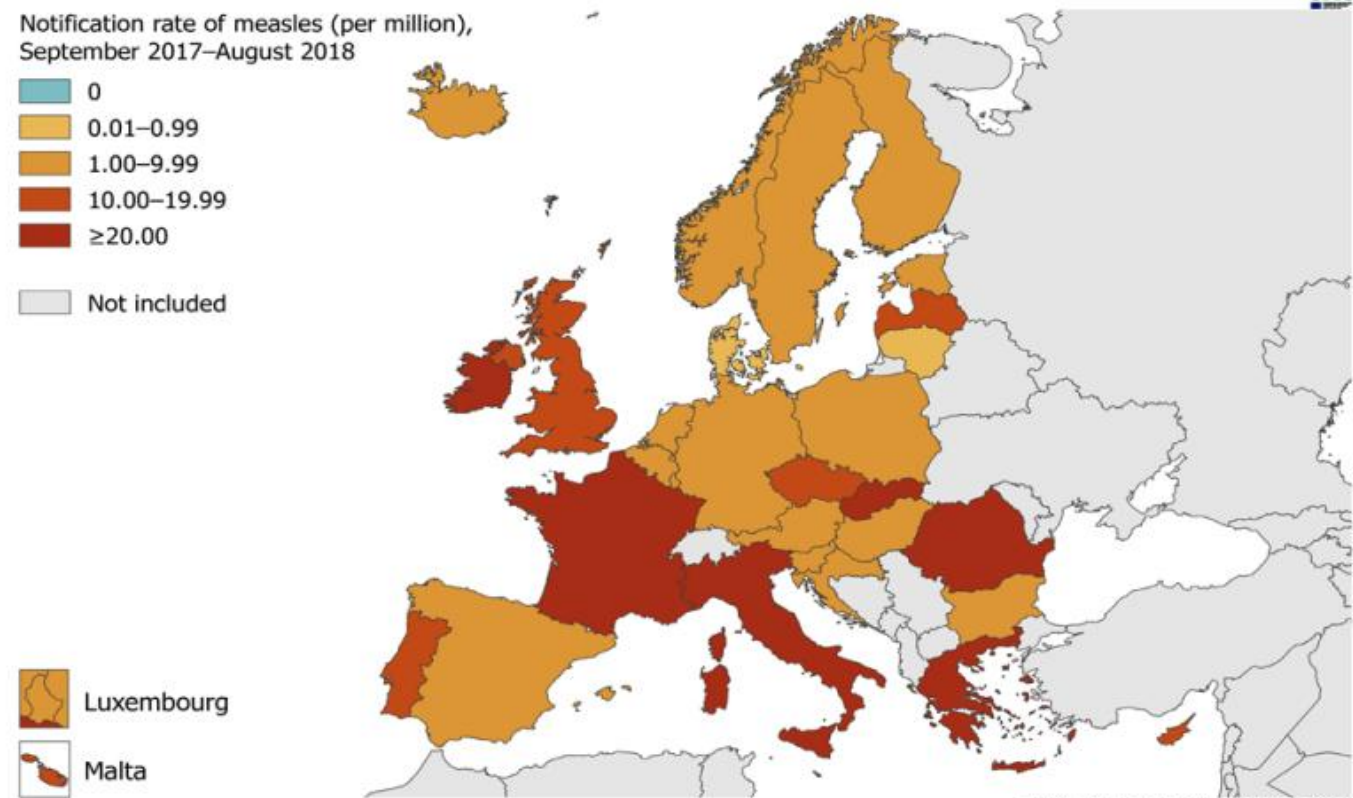 Notification rate of measles (per million),
September 2017–August 2018
0
0.01–0.99
1.00–9.99
10.00–19.99
≥20.00
Not included
Luxembourg
Malta